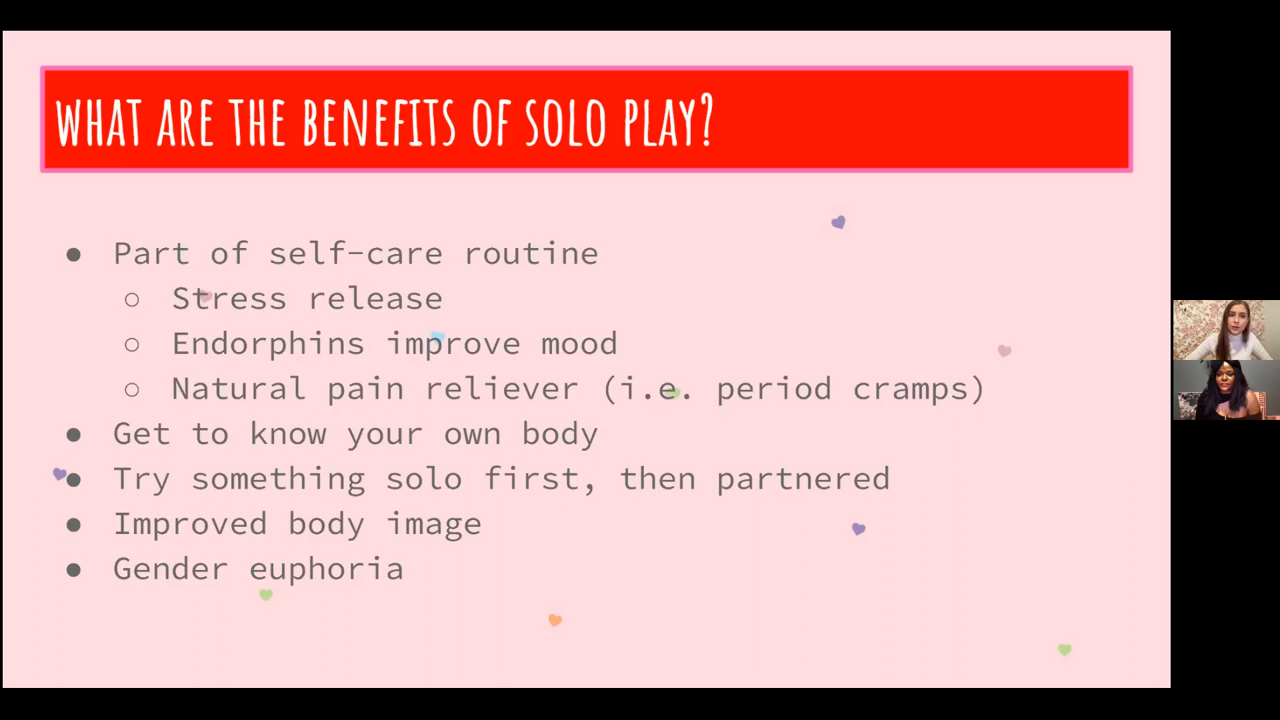 WHAT ARE THE BENEFITS OF SOLO PLAY?
● Part of self-care routine
○ Stress release
○ Endorphins improve mood
○ Natural pain reliever (i.e. period cramps)
● Get to know your own body
● Try something solo first, then partnered
● Improved body image
● Gender euphoria